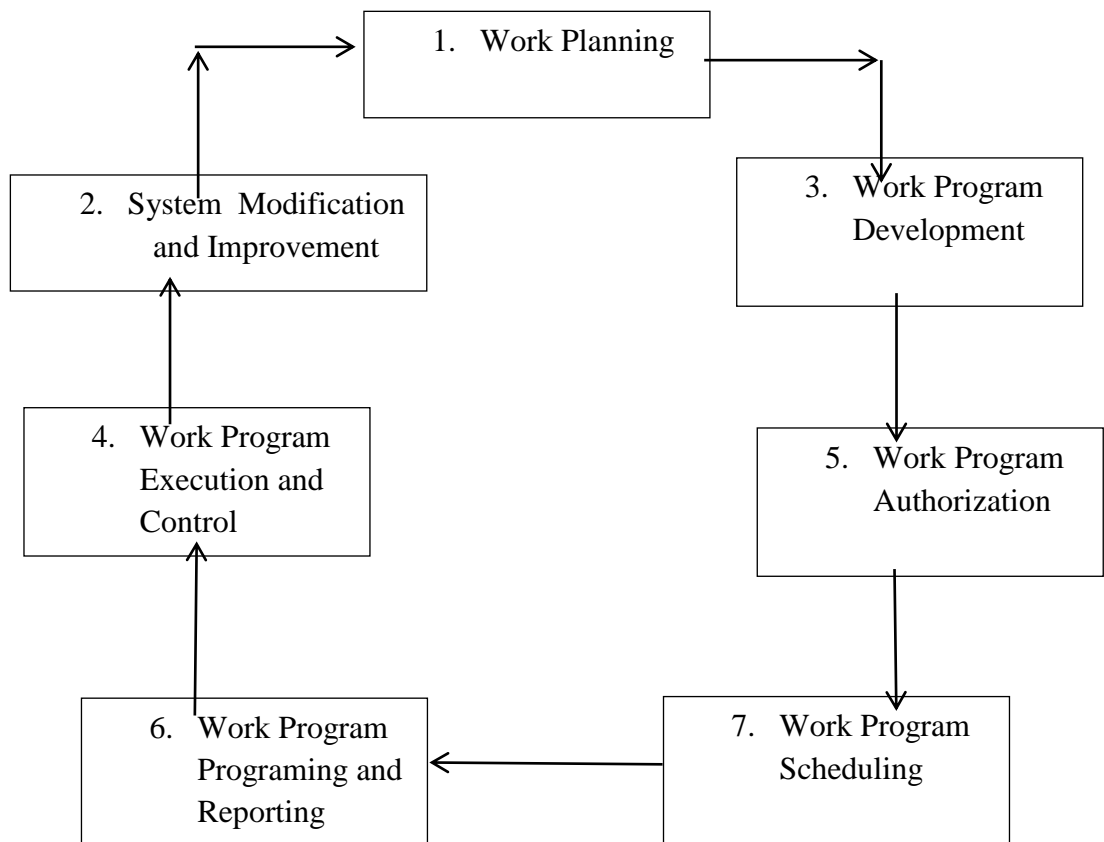 1. Work Planning
2. System Modification
and Improvement
3. Work Program
Development
4. Work Program
Execution and
Control
5. Work Program
Authorization
6. Work Program
Programing and
Reporting
7. Work Program
Scheduling